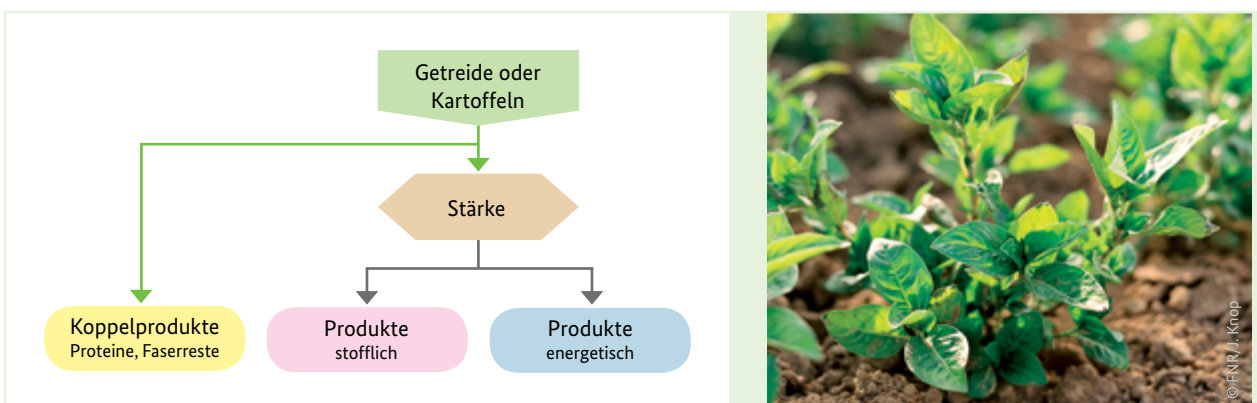 Getreide oder
Kartoffeln
Stärke
Koppelprodukte
Proteine, Faserreste
Produkte
stofflich
Produkte
energetisch
© FNR/J. Knop